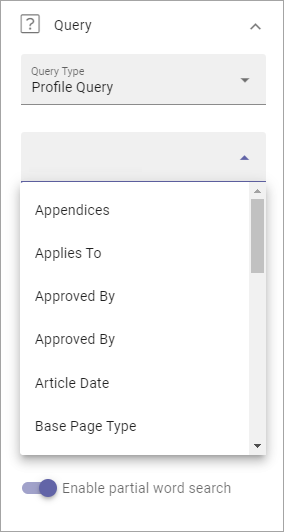 Query
Query Type
Profile Query
Appendices
Applies To
Approved By
Approved By
Article Date
Base Page Type
Enable partial word search